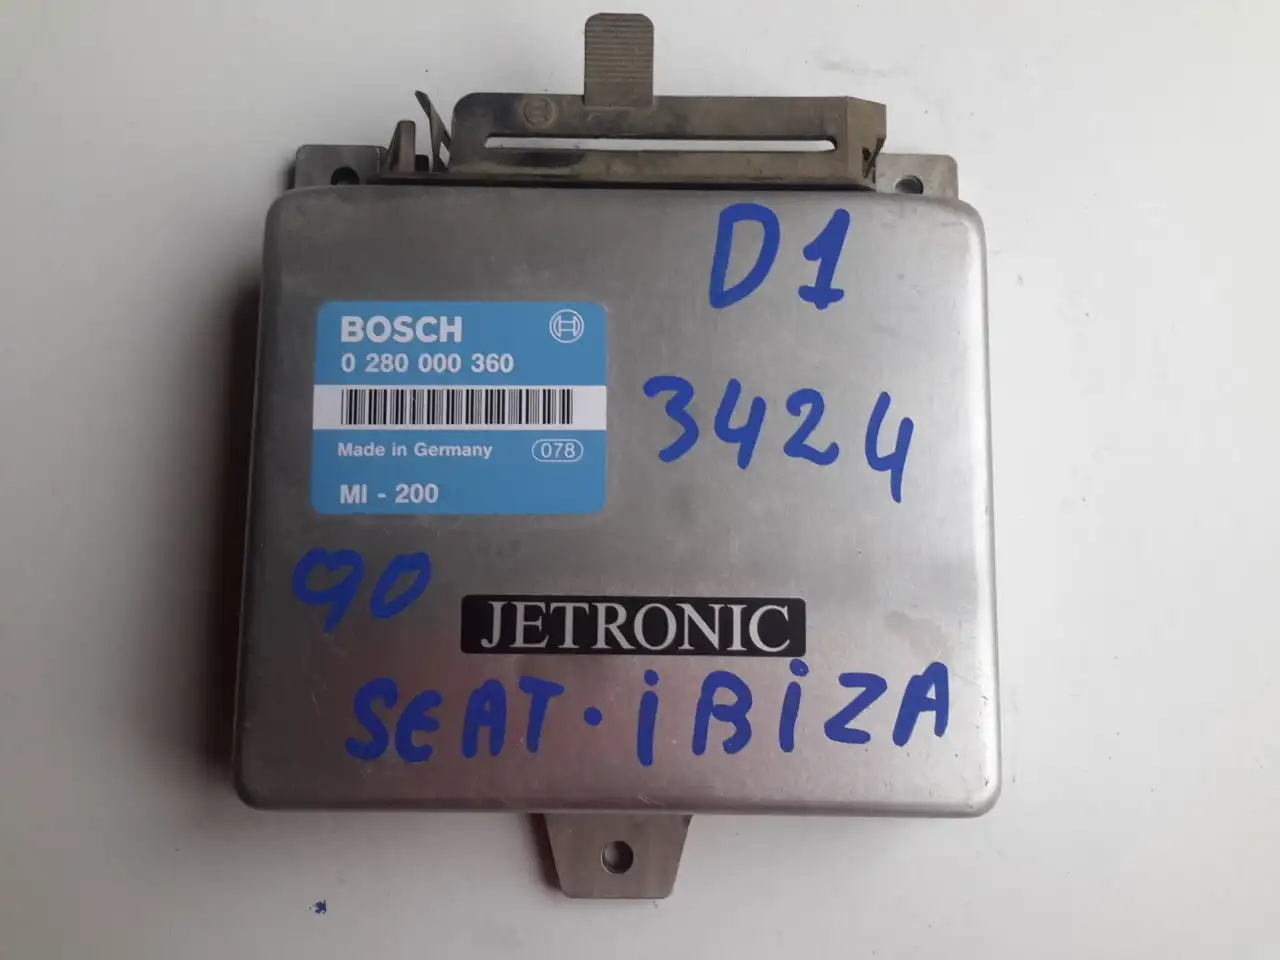 D1
BOSCH
0 280 000 360
3424
Made in Germany 078
MI - 200
90
JETRONIC
SEAT · iBiZA